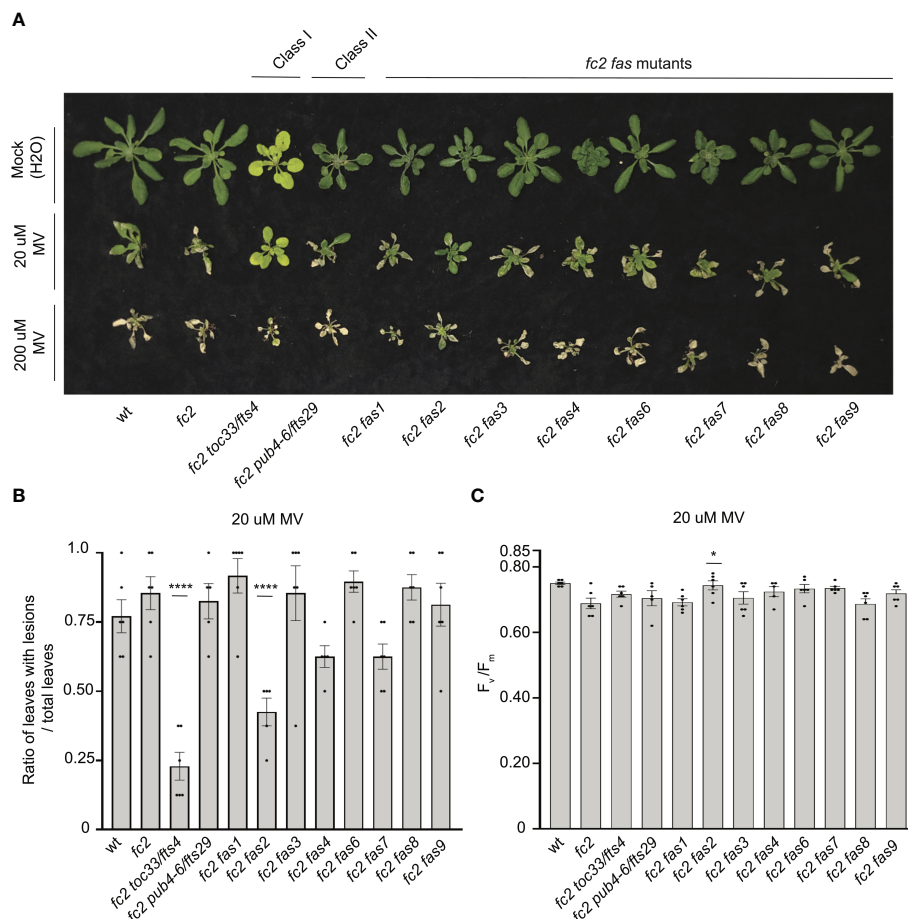 A
Class I
Class II
fc2 fas mutants
Mock
(H2O)
20 uM
MV
200 uM
MV
wt
fc2
fc2 toc33/fts4
fc2 pub4-6/fts29
fc2 fas1
fc2 fas2
fc2 fas3
fc2 fas4
fc2 fas6
fc2 fas7
fc2 fas8
fc2 fas9
B
20 uM MV
Ratio of leaves with lesions
/ total leaves
1.0
0.75
0.50
0.25
0
****
****
wt
fc2
fc2 toc33/fts4
fc2 pub4-6/fts29
fc2 fas1
fc2 fas2
fc2 fas3
fc2 fas4
fc2 fas6
fc2 fas7
fc2 fas8
fc2 fas9
C
20 uM MV
Fv/Fm
0.85
0.60
0.40
0.20
0
*
wt
fc2
fc2 toc33/fts4
fc2 pub4-6/fts29
fc2 fas1
fc2 fas2
fc2 fas3
fc2 fas4
fc2 fas6
fc2 fas7
fc2 fas8
fc2 fas9